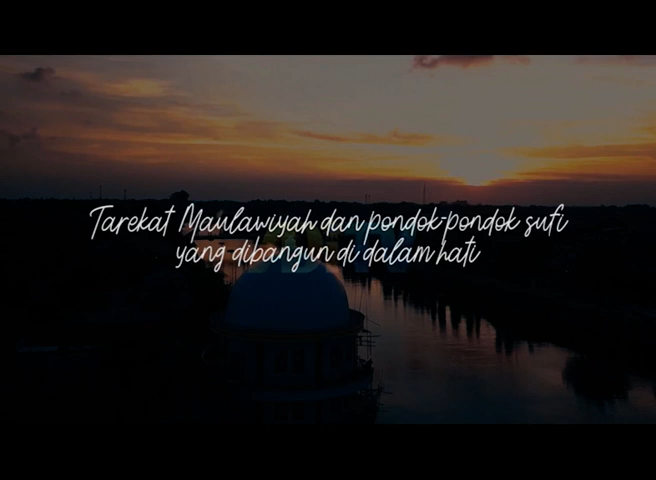 Tarekat Maulawiyah dan pondok-pondok sufi
yang dibangun di dalam hati